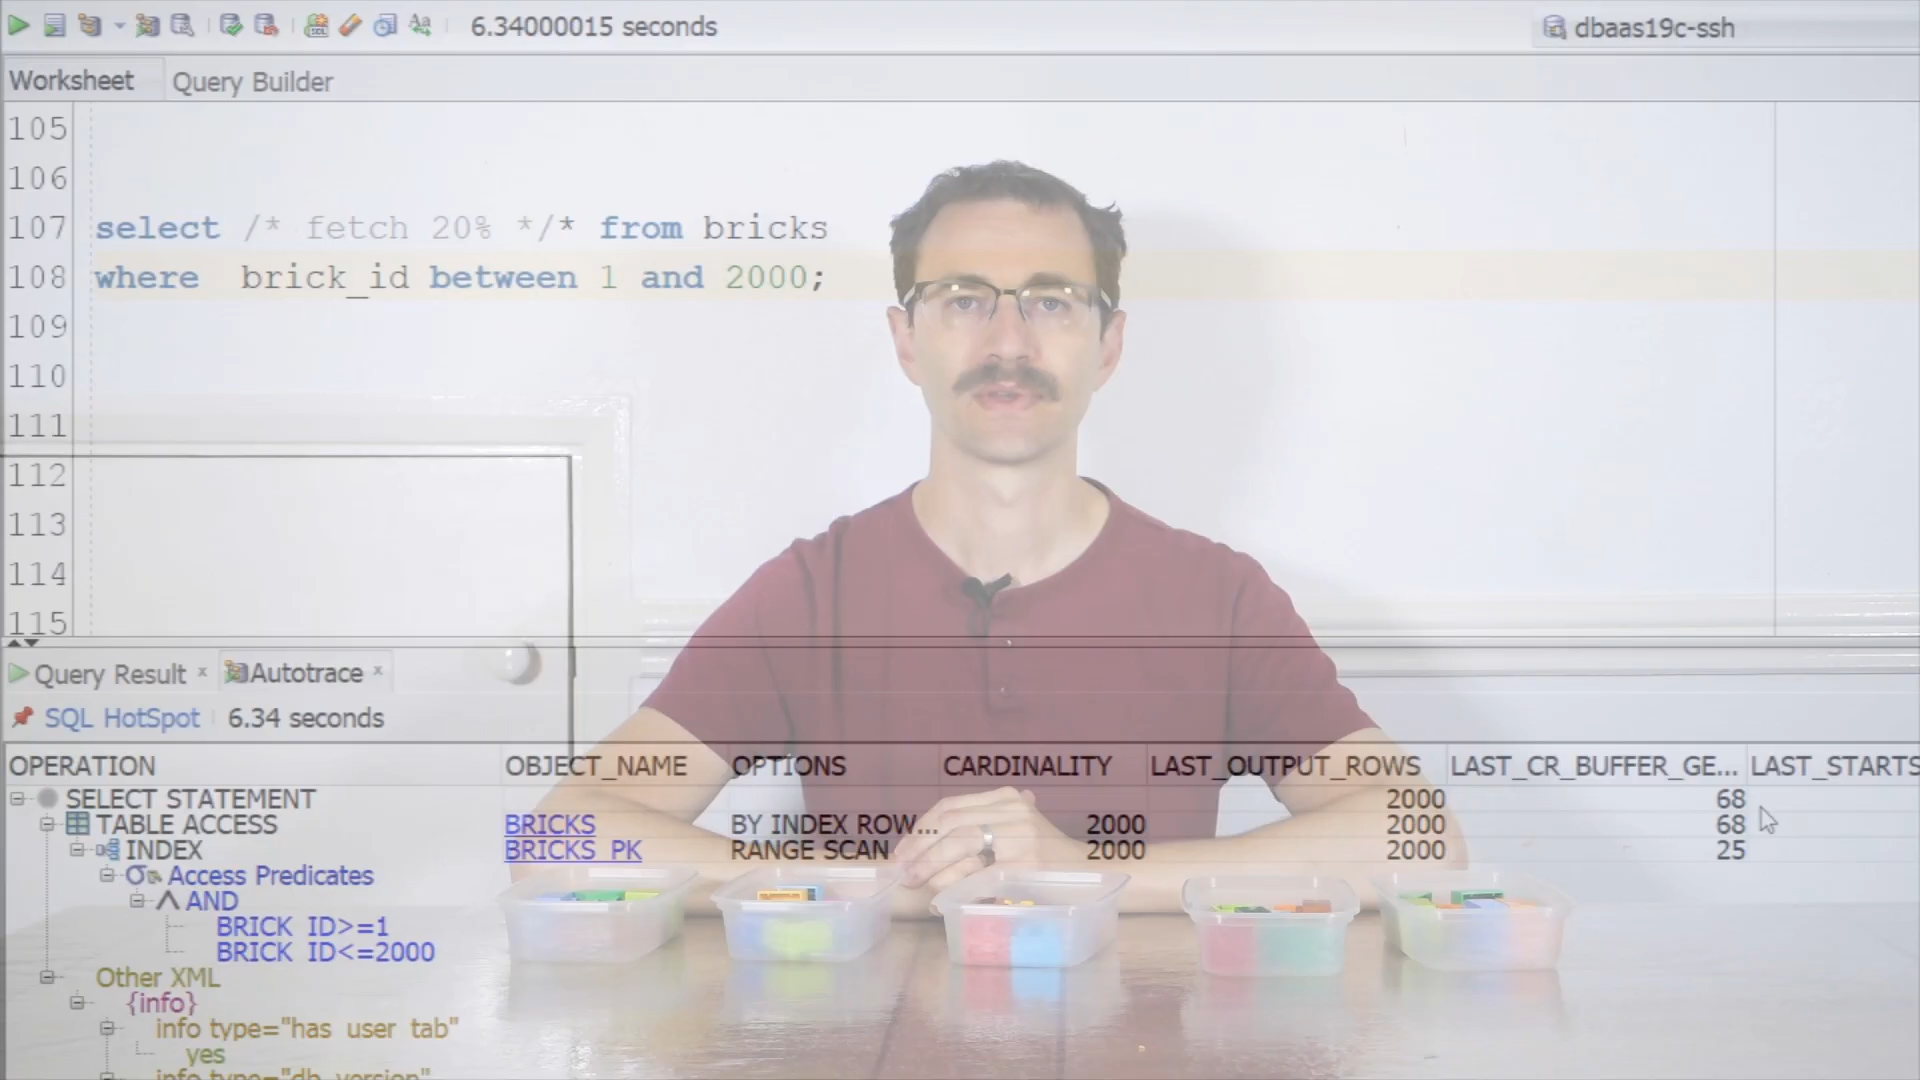 6.34000015 seconds
dbaas19c-ssh
Worksheet
Query Builder
105
106
107 select /* fetch 20% */* from bricks
108 where  brick_id between 1 and 2000;
109
110
111
112
113
114
115
Query Result x Autotrace x
SQL HotSpot 6.34 seconds
OPERATION OBJECT_NAME OPTIONS CARDINALITY LAST_OUTPUT_ROWS LAST_CR_BUFFER_GE... LAST_STARTS
SELECT STATEMENT 2000 68
TABLE ACCESS BRICKS BY INDEX ROW... 2000 2000 68
INDEX BRICKS_PK RANGE SCAN 2000 2000 25
Access Predicates
AND
BRICK_ID>=1
BRICK_ID<=2000
Other XML
{info}
info type="has_user_tab"
yes
info type="db_version"